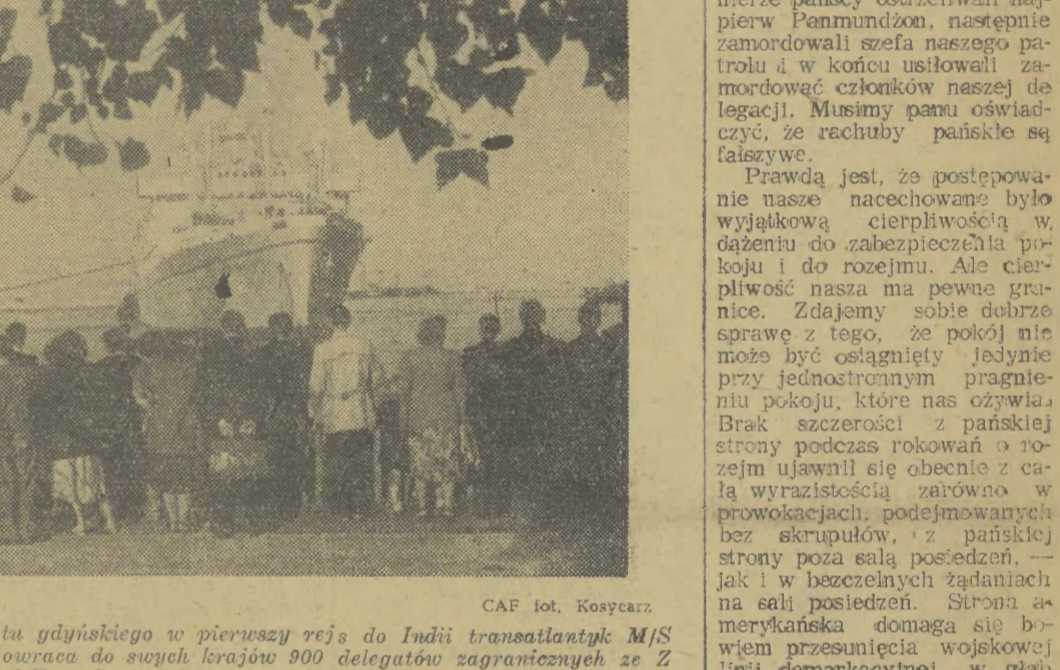 CAF fot. Kosycarz
tu gdyńskiego w pierwszy rejs do Indii transatlantyk M/S
owraca do swych krajów 900 delegatów zagranicznych ze Z
pierw Panmundżon, następnie
zamordowali szefa naszego pa-
trolu i w końcu usiłowali za-
mordować członków naszej de
legacji. Musimy panu oświad-
czyć, że rachuby pańskie są
fałszywe.
Prawdą jest, że postępowa-
nie nasze nacechowane było
wyjątkową cierpliwością w
dążeniu do zabezpieczenia po-
koju i do rozejmu. Ale cier-
pliwość nasza ma pewne gra-
nice. Zdajemy sobie dobrze
sprawę z tego, że pokój nie
może być osiągnięty jedynie
przy jednostronnym pragnie-
niu pokoju, które nas ożywia.
Brak szczerości z pańskiej
strony podczas rokowań o ro-
zejm ujawnił się obecnie z ca-
łą wyrazistością zarówno w
prowokacjach, podejmowanych
bez skrupułów, z pańskiej
strony poza salą posiedzeń, —
jak i w bezczelnych żądaniach
na sali posiedzeń. Strona a-
merykańska domaga się bo-
wiem przesunięcia wojskowej
linii demarkacyjnej w głąb